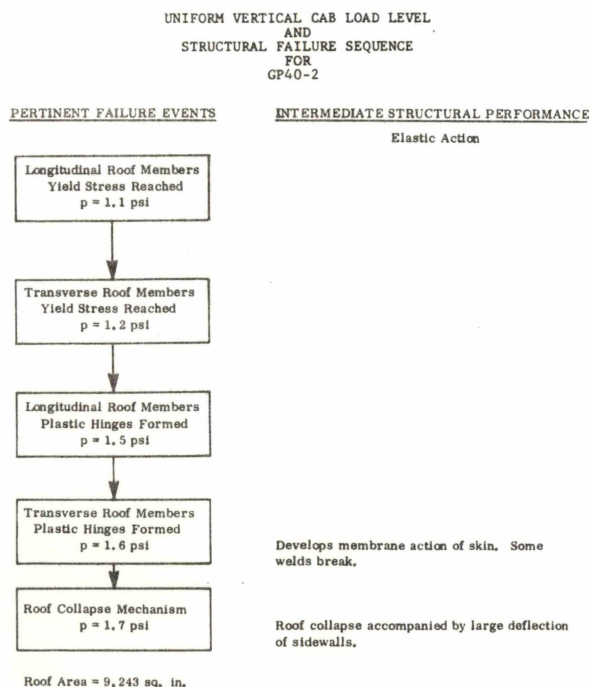 UNIFORM VERTICAL CAB LOAD LEVEL
AND
STRUCTURAL FAILURE SEQUENCE
FOR
GP40-2
PERTINENT FAILURE EVENTS
INTERMEDIATE STRUCTURAL PERFORMANCE
Elastic Action
Longitudinal Roof Members
Yield Stress Reached
p = 1.1 psi
Transverse Roof Members
Yield Stress Reached
p = 1.2 psi
Longitudinal Roof Members
Plastic Hinges Formed
p = 1.5 psi
Transverse Roof Members
Plastic Hinges Formed
p = 1.6 psi
Develops membrane action of skin. Some
welds break.
Roof Collapse Mechanism
p = 1.7 psi
Roof collapse accompanied by large deflection
of sidewalls.
Roof Area = 9,243 sq. in.